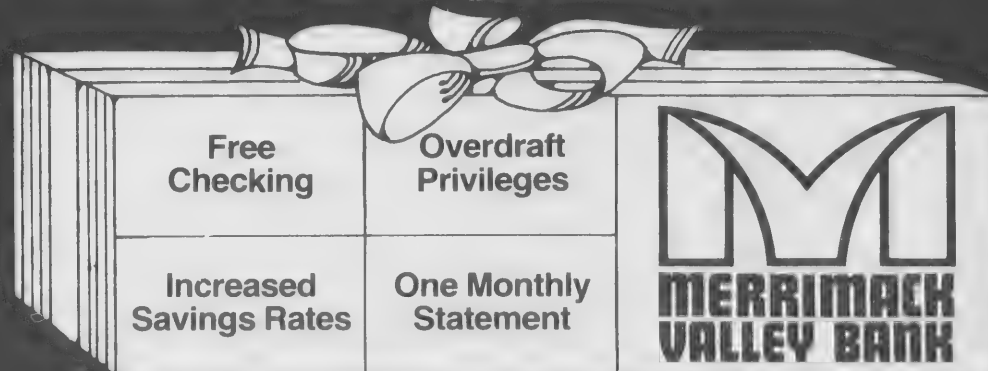 Free
Checking
Overdraft
Privileges
Increased
Savings Rates
One Monthly
Statement
MERRIMACK
VALLEY BANK